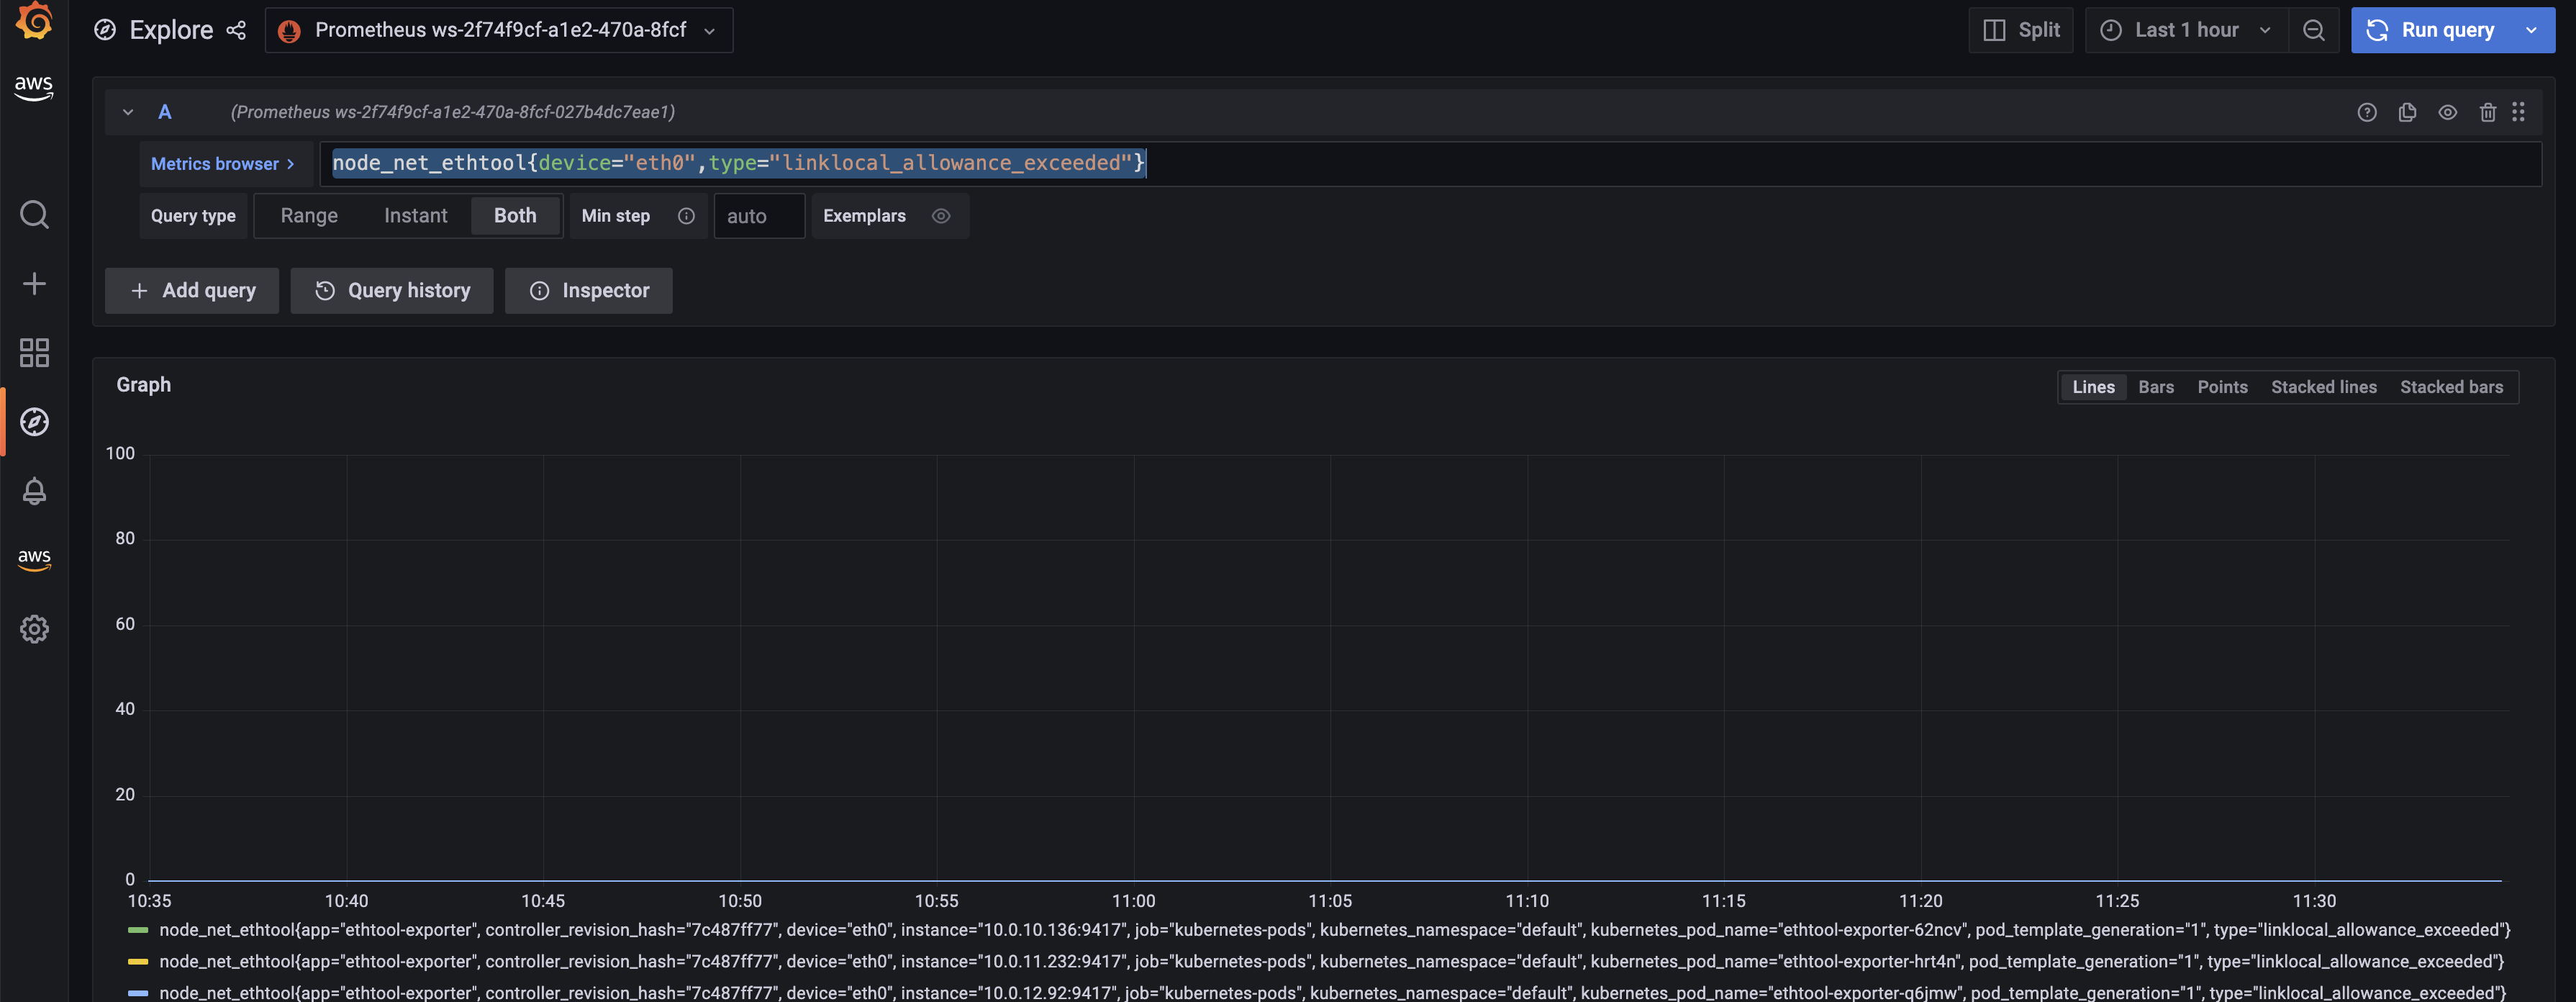 Explore
Prometheus ws-2f74f9cf-a1e2-470a-8fcf
Split
Last 1 hour
Run query
aws
A
(Prometheus ws-2f74f9cf-a1e2-470a-8fcf-027b4dc7eae1)
Metrics browser >
node_net_ethtool{device="eth0",type="linklocal_allowance_exceeded"}
Query type
Range
Instant
Both
Min step
auto
Exemplars
+ Add query
Query history
Inspector
Graph
Lines
Bars
Points
Stacked lines
Stacked bars
aws
100
80
60
40
20
0
10:35
10:40
10:45
10:50
10:55
11:00
11:05
11:10
11:15
11:20
11:25
11:30
node_net_ethtool{app="ethtool-exporter", controller_revision_hash="7c487ff77", device="eth0", instance="10.0.10.136:9417", job="kubernetes-pods", kubernetes_namespace="default", kubernetes_pod_name="ethtool-exporter-62ncv", pod_template_generation="1", type="linklocal_allowance_exceeded"}
node_net_ethtool{app="ethtool-exporter", controller_revision_hash="7c487ff77", device="eth0", instance="10.0.11.232:9417", job="kubernetes-pods", kubernetes_namespace="default", kubernetes_pod_name="ethtool-exporter-hrt4n", pod_template_generation="1", type="linklocal_allowance_exceeded"}
node_net_ethtool{app="ethtool-exporter", controller_revision_hash="7c487ff77", device="eth0", instance="10.0.12.92:9417", job="kubernetes-pods", kubernetes_namespace="default", kubernetes_pod_name="ethtool-exporter-q6jmw", pod_template_generation="1", type="linklocal_allowance_exceeded"}